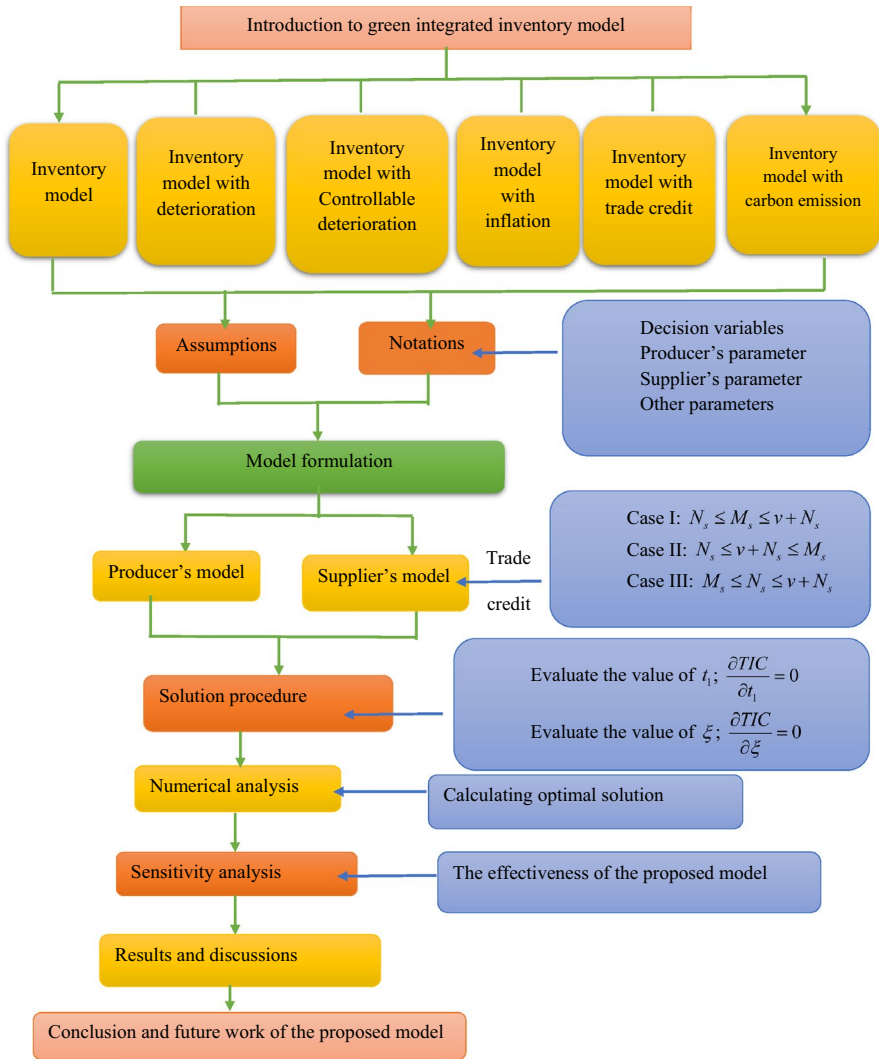 Introduction to green integrated inventory model
Inventory
model
Inventory
model with
deterioration
Inventory
model with
Controllable
deterioration
Inventory
model
with
inflation
Inventory
model with
trade credit
Inventory
model with
carbon emission
Assumptions
Notations
Decision variables
Producer's parameter
Supplier's parameter
Other parameters
Model formulation
Producer's model
Supplier's model
Trade
credit
Case I: N_s ≤ M_s ≤ v + N_s
Case II: N_s ≤ v + N_s ≤ M_s
Case III: M_s ≤ N_s ≤ v + N_s
Solution procedure
Evaluate the value of t_1; ∂TIC/∂t_1 = 0
Evaluate the value of ξ; ∂TIC/∂ξ = 0
Numerical analysis
Calculating optimal solution
Sensitivity analysis
The effectiveness of the proposed model
Results and discussions
Conclusion and future work of the proposed model